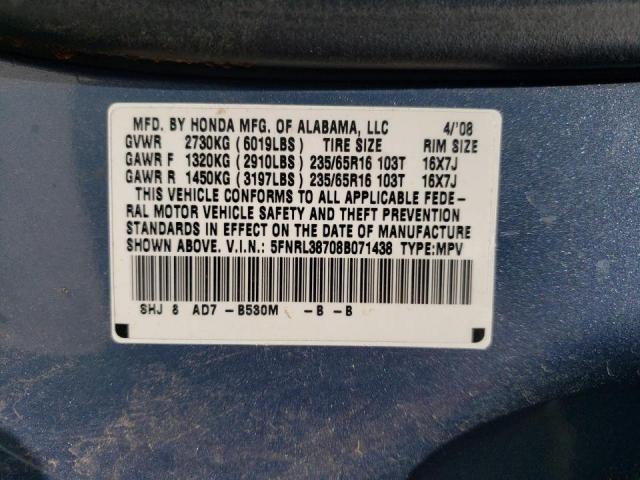 MFD. BY HONDA MFG. OF ALABAMA, LLC 4/'08
GVWR 2730KG (6019LBS) TIRE SIZE RIM SIZE
GAWR F 1320KG (2910LBS) 235/65R16 103T 16X7J
GAWR R 1450KG (3197LBS) 235/65R16 103T 16X7J
THIS VEHICLE CONFORMS TO ALL APPLICABLE FEDE-
RAL MOTOR VEHICLE SAFETY AND THEFT PREVENTION
STANDARDS IN EFFECT ON THE DATE OF MANUFACTURE
SHOWN ABOVE. V.I.N.: 5FNRL38708B071438 TYPE:MPV
SHJ 8 AD7 -B530M -B -B